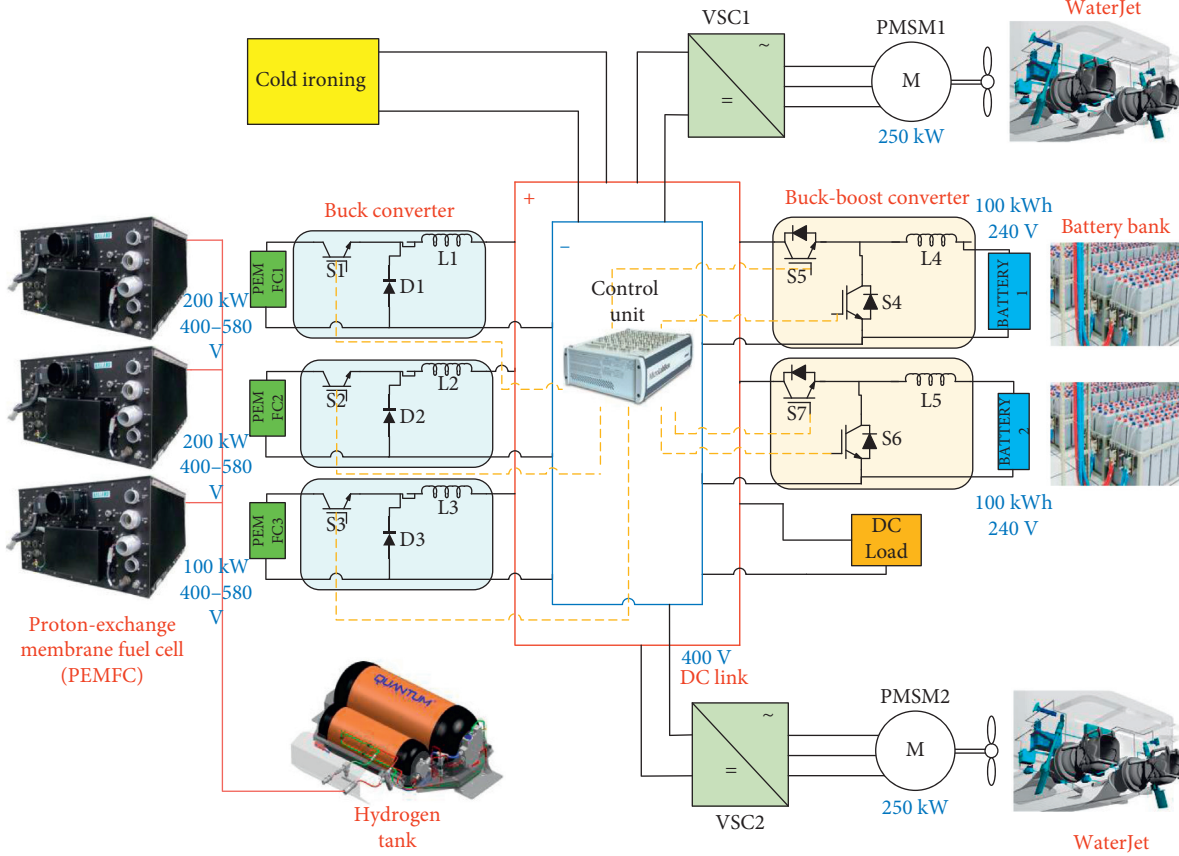 WaterJet
VSC1
PMSM1
Cold ironing
~
=
M
250 kW
Buck converter
+
−
Buck-boost converter
100 kWh
240 V
Battery bank
PEM
FC1
S1
L1
D1
200 kW
400–580
V
Control
unit
S5
L4
S4
BATTERY
1
PEM
FC2
S2
L2
D2
200 kW
400–580
V
S7
L5
S6
BATTERY
2
100 kWh
240 V
PEM
FC3
S3
L3
D3
100 kW
400–580
V
DC
Load
Proton-exchange
membrane fuel cell
(PEMFC)
400 V
DC link
QUANTUM
Hydrogen
tank
~
=
VSC2
PMSM2
M
250 kW
WaterJet